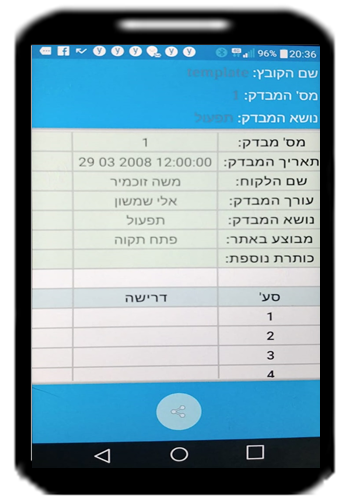 96% 20:36
שם הקובץ: template
מס' המבדק: 1
נושא המבדק: תפעול
מס' מבדק: 1
תאריך המבדק: 29 03 2008 12:00:00
שם הלקוח: משה זוכמיר
עורך המבדק: אלי שמשון
נושא המבדק: תפעול
מבוצע באתר: פתח תקוה
כותרת נוספת:
סע' דרישה
1
2
3
4